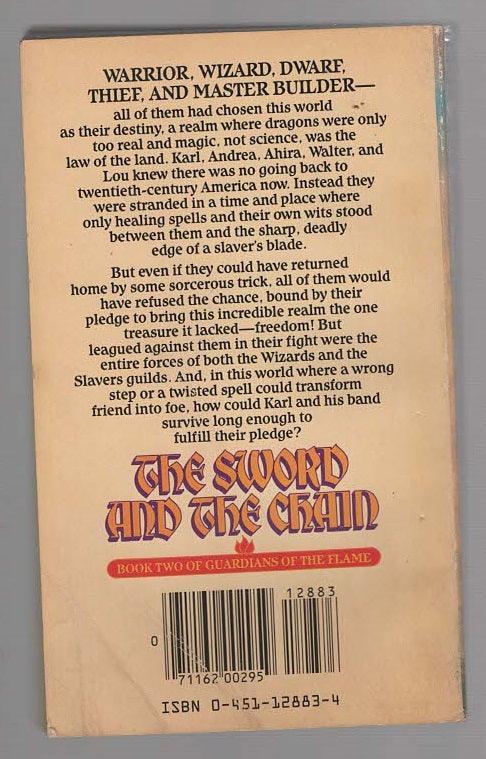 WARRIOR, WIZARD, DWARF,
THIEF, AND MASTER BUILDER—
all of them had chosen this world
as their destiny, a realm where dragons were only
too real and magic, not science, was the
law of the land. Karl, Andrea, Ahira, Walter, and
Lou knew there was no going back to
twentieth-century America now. Instead they
were stranded in a time and place where
only healing spells and their own wits stood
between them and the sharp, deadly
edge of a slaver's blade.
But even if they could have returned
home by some sorcerous trick, all of them would
have refused the chance, bound by their
pledge to bring this incredible realm the one
treasure it lacked—freedom! But
leagued against them in their fight were the
entire forces of both the Wizards and the
Slavers guilds. And, in this world where a wrong
step or a twisted spell could transform
friend into foe, how could Karl and his band
survive long enough to
fulfill their pledge?
THE SWORD
AND THE CHAIN
BOOK TWO OF GUARDIANS OF THE FLAME
12883
0
71162 00295
ISBN 0-451-12883-4